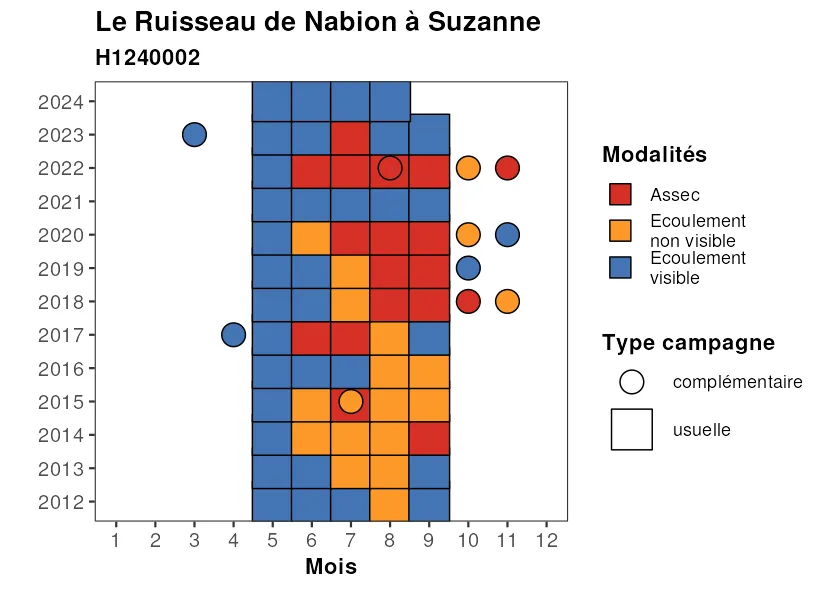 Le Ruisseau de Nabion à Suzanne
H1240002
2024
2023
2022
2021
2020
2019
2018
2017
2016
2015
2014
2013
2012
1 2 3 4 5 6 7 8 9 10 11 12
Mois
Modalités
Assec
Ecoulement
non visible
Ecoulement
visible
Type campagne
complémentaire
usuelle